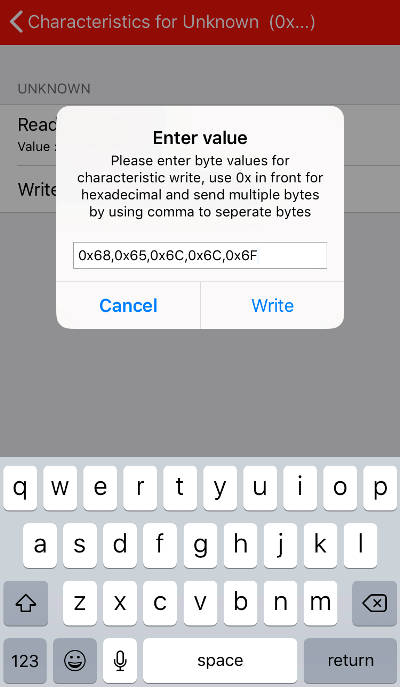 Characteristics for Unknown (0x...)
UNKNOWN
Read
Value :
Write
Enter value
Please enter byte values for
characteristic write, use 0x in front for
hexadecimal and send multiple bytes
by using comma to seperate bytes
0x68,0x65,0x6C,0x6C,0x6F
Cancel Write
q w e r t y u i o p
a s d f g h j k l
z x c v b n m
123 space return